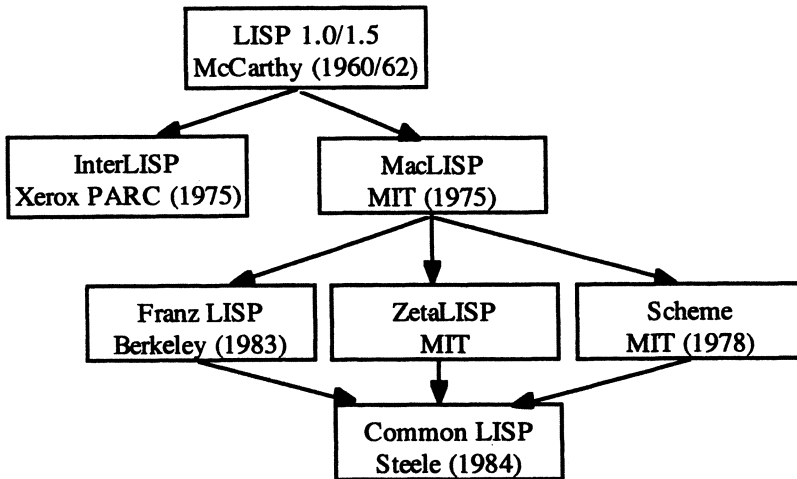 LISP 1.0/1.5
McCarthy (1960/62)
InterLISP
Xerox PARC (1975)
MacLISP
MIT (1975)
Franz LISP
Berkeley (1983)
ZetaLISP
MIT
Scheme
MIT (1978)
Common LISP
Steele (1984)